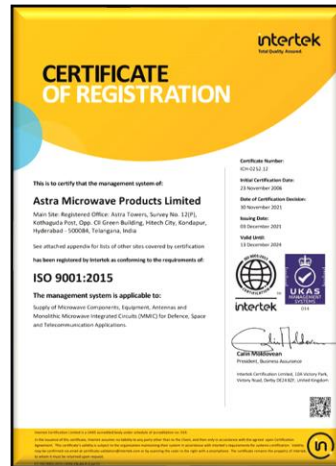 intertek
Total Quality. Assured.
CERTIFICATE
OF REGISTRATION
This is to certify that the management system of:
Astra Microwave Products Limited
Main Site: Registered Office: Astra Towers, Survey No. 12(P),
Kothaguda Post, Opp. CII Green Building, Hitech City, Kondapur,
Hyderabad - 500084, Telangana, India
See attached appendix for lists of other sites covered by certification
has been registered by Intertek as conforming to the requirements of:
ISO 9001:2015
The management system is applicable to:
Supply of Microwave Components, Equipment, Antennas and
Monolithic Microwave Integrated Circuits (MMIC) for Defence, Space
and Telecommunication Applications.
Certificate Number:
Initial Certification Date:
23 November 2006
Date of Certification Decision:
30 November 2021
Issuing Date:
03 December 2021
Valid Until:
13 December 2024
intertek
UKAS
MANAGEMENT
SYSTEMS
014
Calin Moldovean
President, Business Assurance
Intertek Certification Limited, 10A Victory Park,
Victory Road, Derby DE24 8ZF, United Kingdom